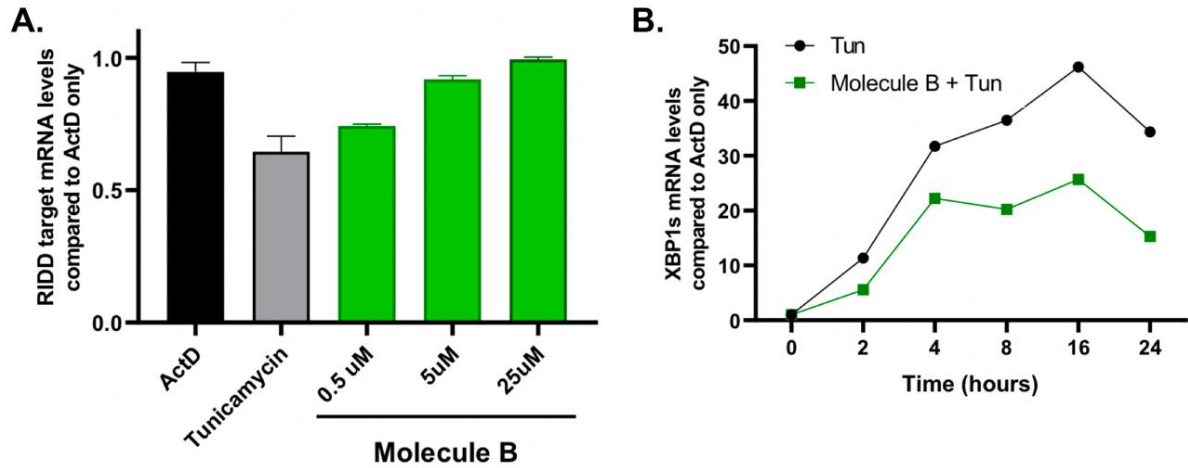 A.
RIDD target mRNA levels
compared to ActD only
1.0
0.5
0.0
ActD
Tunicamycin
0.5 uM
5uM
25uM
Molecule B
B.
XBP1s mRNA levels
compared to ActD only
50
40
30
20
10
0
Tun
Molecule B + Tun
0 2 4 8 16 24
Time (hours)